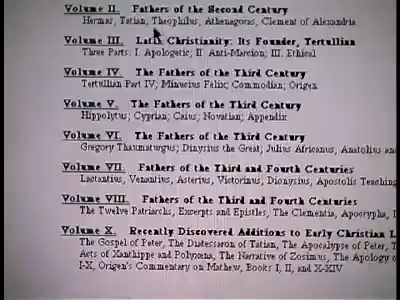 Volume II. Fathers of the Second Century
Hermas, Tatian, Theophilus, Athenagoras, Clement of Alexandria
Volume III. Latin Christianity: Its Founder, Tertullian
Three Parts: I. Apologetic; II. Anti-Marcion; III. Ethical
Volume IV. The Fathers of the Third Century
Tertullian Part IV; Minucius Felix; Commodian; Origen
Volume V. The Fathers of the Third Century
Hippolytus; Cyprian; Caius; Novatian; Appendix
Volume VI. The Fathers of the Third Century
Gregory Thaumaturgus; Dinysius the Great; Julius Africanus, Anatolius and
Volume VII. Fathers of the Third and Fourth Centuries
Lactantius, Venantius, Asterius, Victorinus, Dionysius, Apostolic Teaching
Volume VIII. Fathers of the Third and Fourth Centuries
The Twelve Patriarchs, Excerpts and Epistles, The Clementia, Apocrypha,
Volume X. Recently Discovered Additions to Early Christian L
The Gospel of Peter, The Diatessaron of Tatian, The Apocalypse of Peter, T
Acts of Xanthippe and Polyxena, The Narrative of Zosimus, The Apology o
I-X, Origen's Commentary on Mathew, Books I, II, and X-XIV